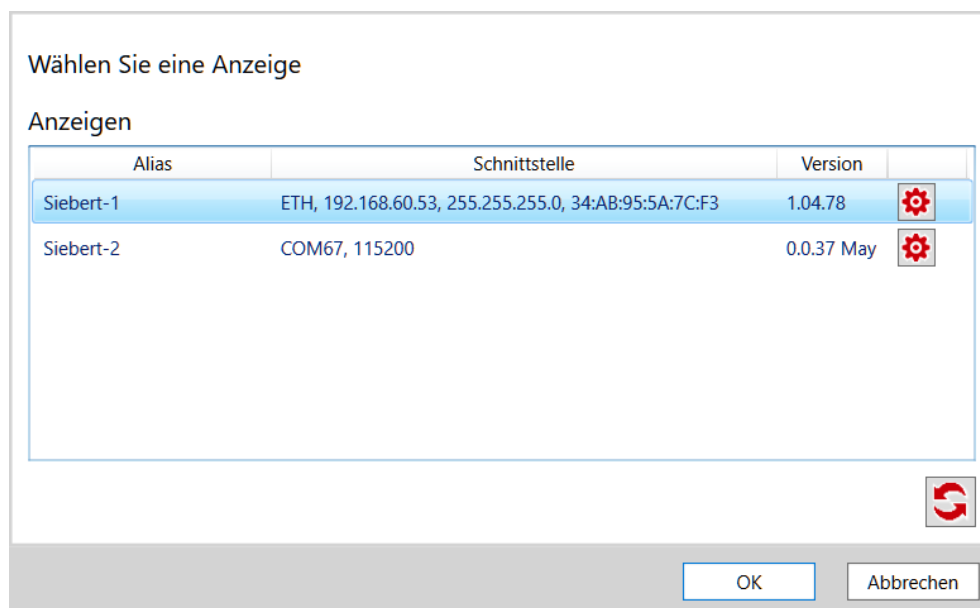 Wählen Sie eine Anzeige
Anzeigen
Alias Schnittstelle Version
Siebert-1 ETH, 192.168.60.53, 255.255.255.0, 34:AB:95:5A:7C:F3 1.04.78
Siebert-2 COM67, 115200 0.0.37 May
OK Abbrechen